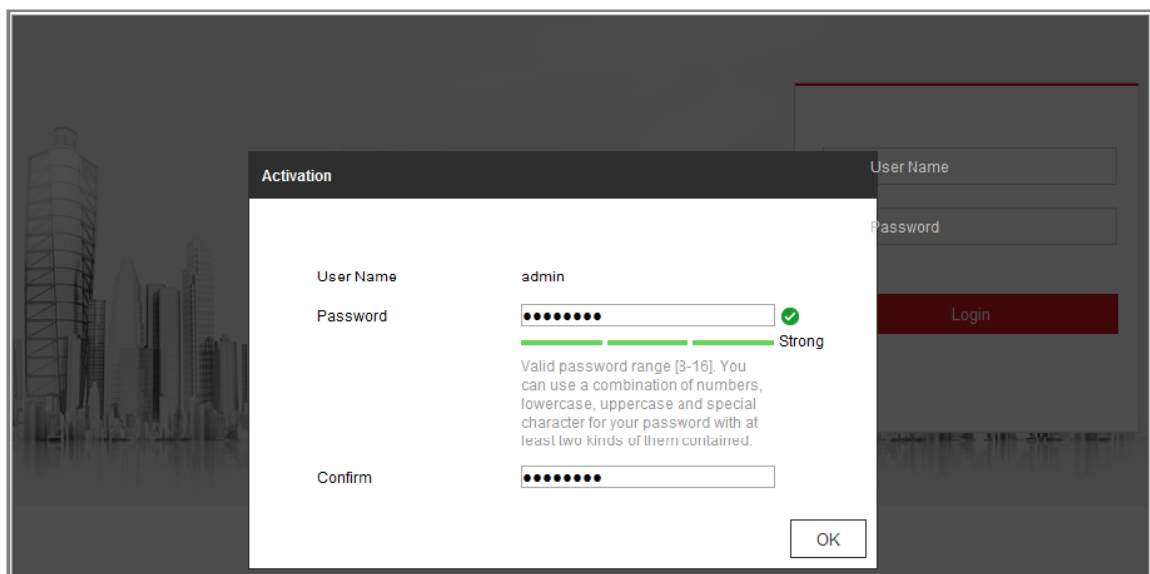 Activation
User Name
Password
Login
User Name admin
Password ●●●●●●●●
Strong
Valid password range [8-16]. You
can use a combination of numbers,
lowercase, uppercase and special
character for your password with at
least two kinds of them contained.
Confirm ●●●●●●●●
OK